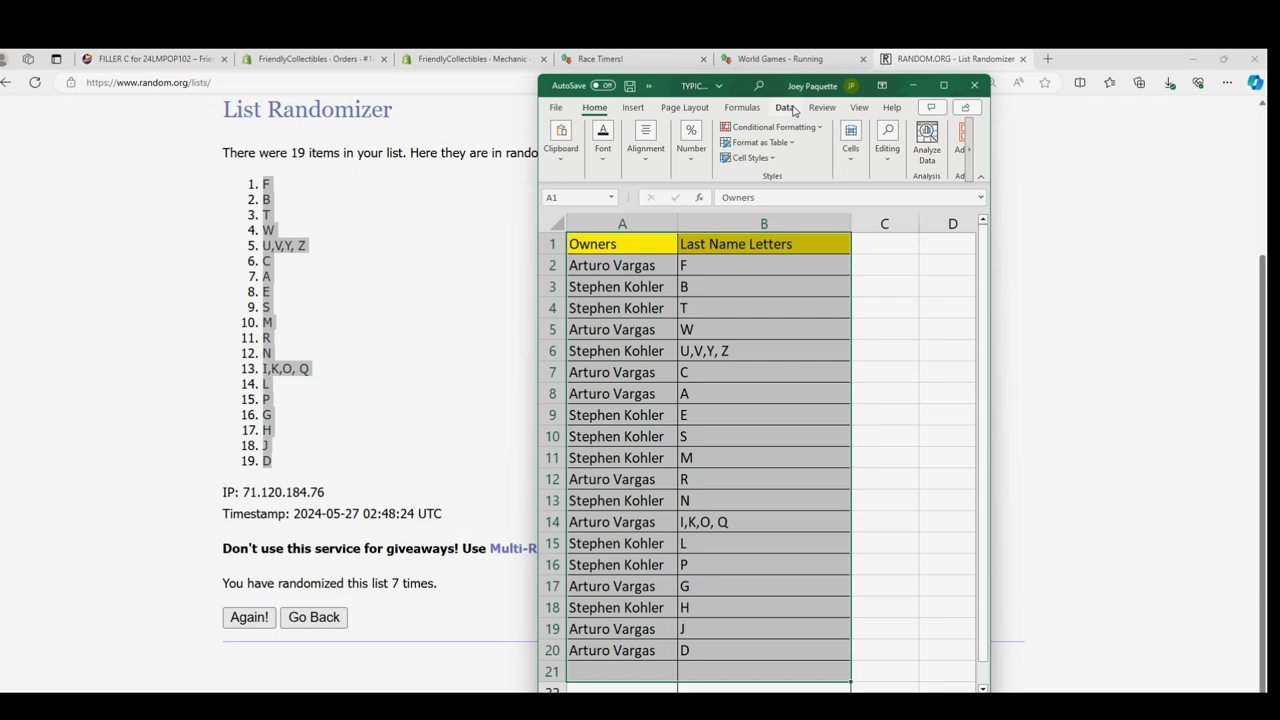 FILLER C for 24LMPOP102 – Frie
FriendlyCollectibles · Orders · #1
FriendlyCollectibles · Mechanic ·
Race Timers!
World Games - Running
RANDOM.ORG - List Randomizer
https://www.random.org/lists/
List Randomizer
There were 19 items in your list. Here they are in rando
1. F
2. B
3. T
4. W
5. U,V,Y, Z
6. C
7. A
8. E
9. S
10. M
11. R
12. N
13. I,K,O, Q
14. L
15. P
16. G
17. H
18. J
19. D
IP: 71.120.184.76
Timestamp: 2024-05-27 02:48:24 UTC
Don't use this service for giveaways! Use Multi-R
You have randomized this list 7 times.
Again! Go Back
AutoSave Off TYPIC... Joey Paquette JP
File Home Insert Page Layout Formulas Data Review View Help
Clipboard Font Alignment Number
Conditional Formatting
Format as Table
Cell Styles
Styles
Cells Editing Analyze Data Ad
Analysis Ad
A1 fx Owners
A B C D
1 Owners Last Name Letters
2 Arturo Vargas F
3 Stephen Kohler B
4 Stephen Kohler T
5 Arturo Vargas W
6 Stephen Kohler U,V,Y, Z
7 Arturo Vargas C
8 Arturo Vargas A
9 Stephen Kohler E
10 Stephen Kohler S
11 Stephen Kohler M
12 Arturo Vargas R
13 Stephen Kohler N
14 Arturo Vargas I,K,O, Q
15 Stephen Kohler L
16 Stephen Kohler P
17 Arturo Vargas G
18 Stephen Kohler H
19 Arturo Vargas J
20 Arturo Vargas D
21